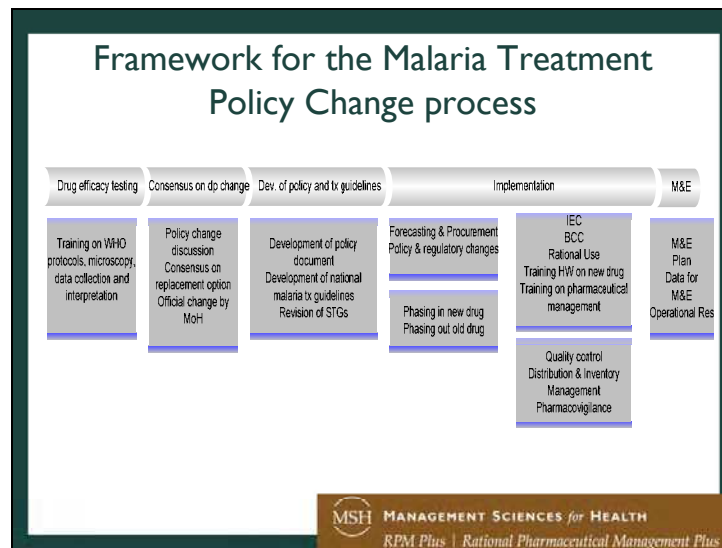 Framework for the Malaria Treatment
Policy Change process
Drug efficacy testing
Consensus on dp change
Dev. of policy and tx guidelines
Implementation
M&E
Training on WHO
protocols, microscopy,
data collection and
interpretation
Policy change
discussion
Consensus on
replacement option
Official change by
MoH
Development of policy
document
Development of national
malaria tx guidelines
Revision of STGs
Forecasting & Procurement
Policy & regulatory changes
Phasing in new drug
Phasing out old drug
IEC
BCC
Rational Use
Training HW on new drug
Training on pharmaceutical
management
Quality control
Distribution & Inventory
Management
Pharmacovigilance
M&E
Plan
Data for
M&E
Operational Res
MSH
MANAGEMENT SCIENCES for HEALTH
RPM Plus | Rational Pharmaceutical Management Plus